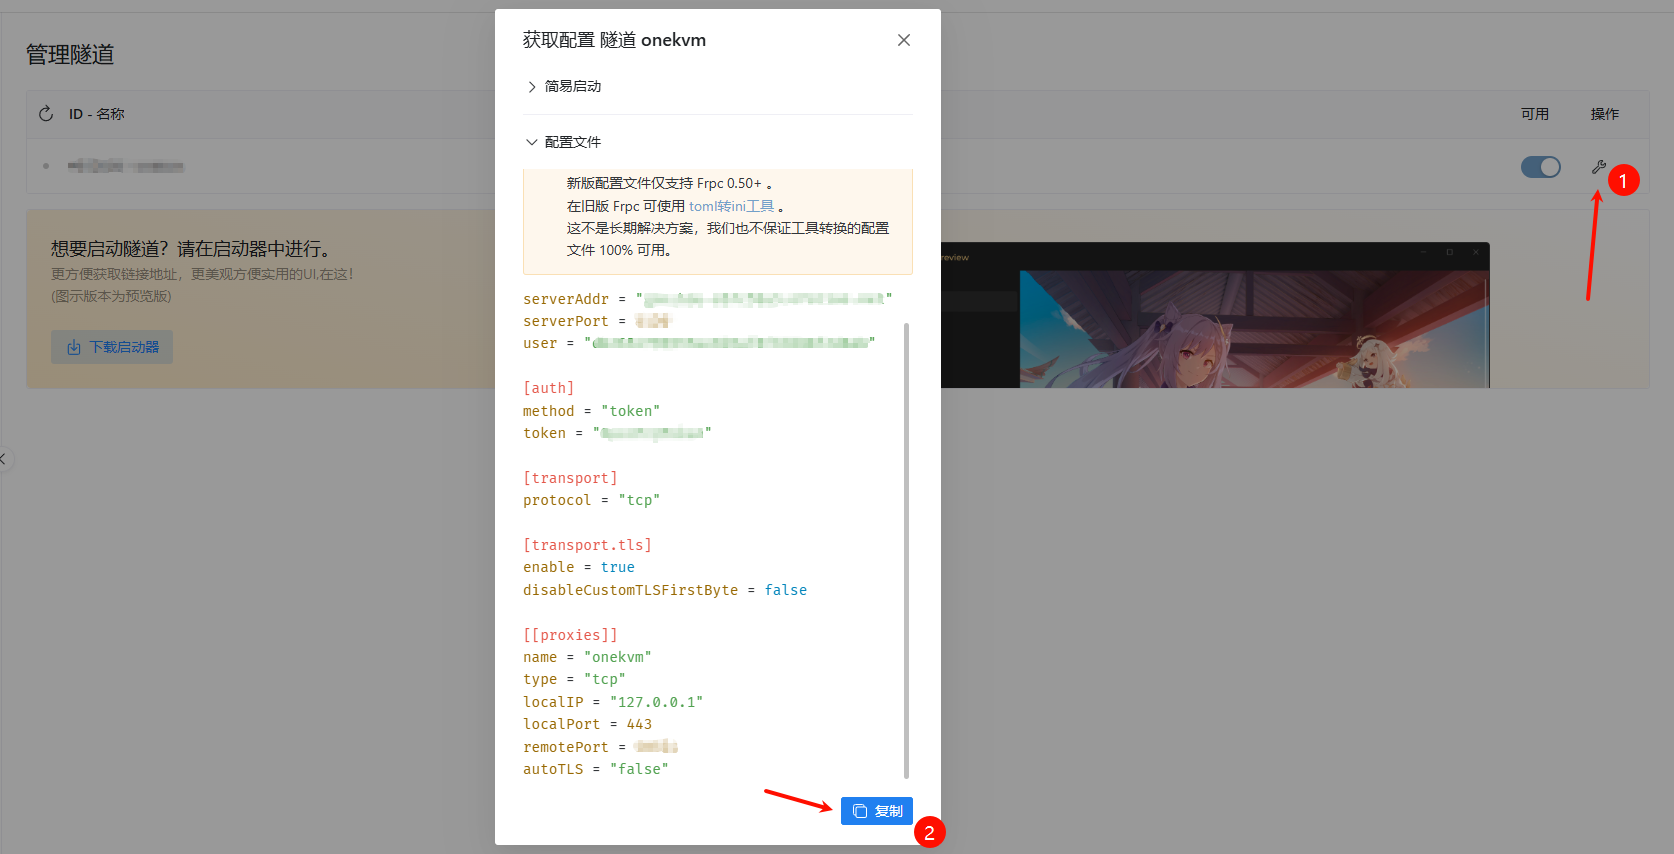 管理隧道
ID - 名称
可用
操作
1
想要启动隧道？请在启动器中进行。
更方便获取链接地址，更美观方便实用的UI.在这！
(图示版本为预览版)
下载启动器
review
获取配置 隧道 onekvm
简易启动
配置文件
新版配置文件仅支持 Frpc 0.50+ 。
在旧版 Frpc 可使用 toml转ini工具 。
这不是长期解决方案，我们也不保证工具转换的配置
文件 100% 可用。
serverAddr = " "
serverPort =
user = " "
[auth]
method = "token"
token = " "
[transport]
protocol = "tcp"
[transport.tls]
enable = true
disableCustomTLSFirstByte = false
[[proxies]]
name = "onekvm"
type = "tcp"
localIP = "127.0.0.1"
localPort = 443
remotePort =
autoTLS = "false"
复制
2